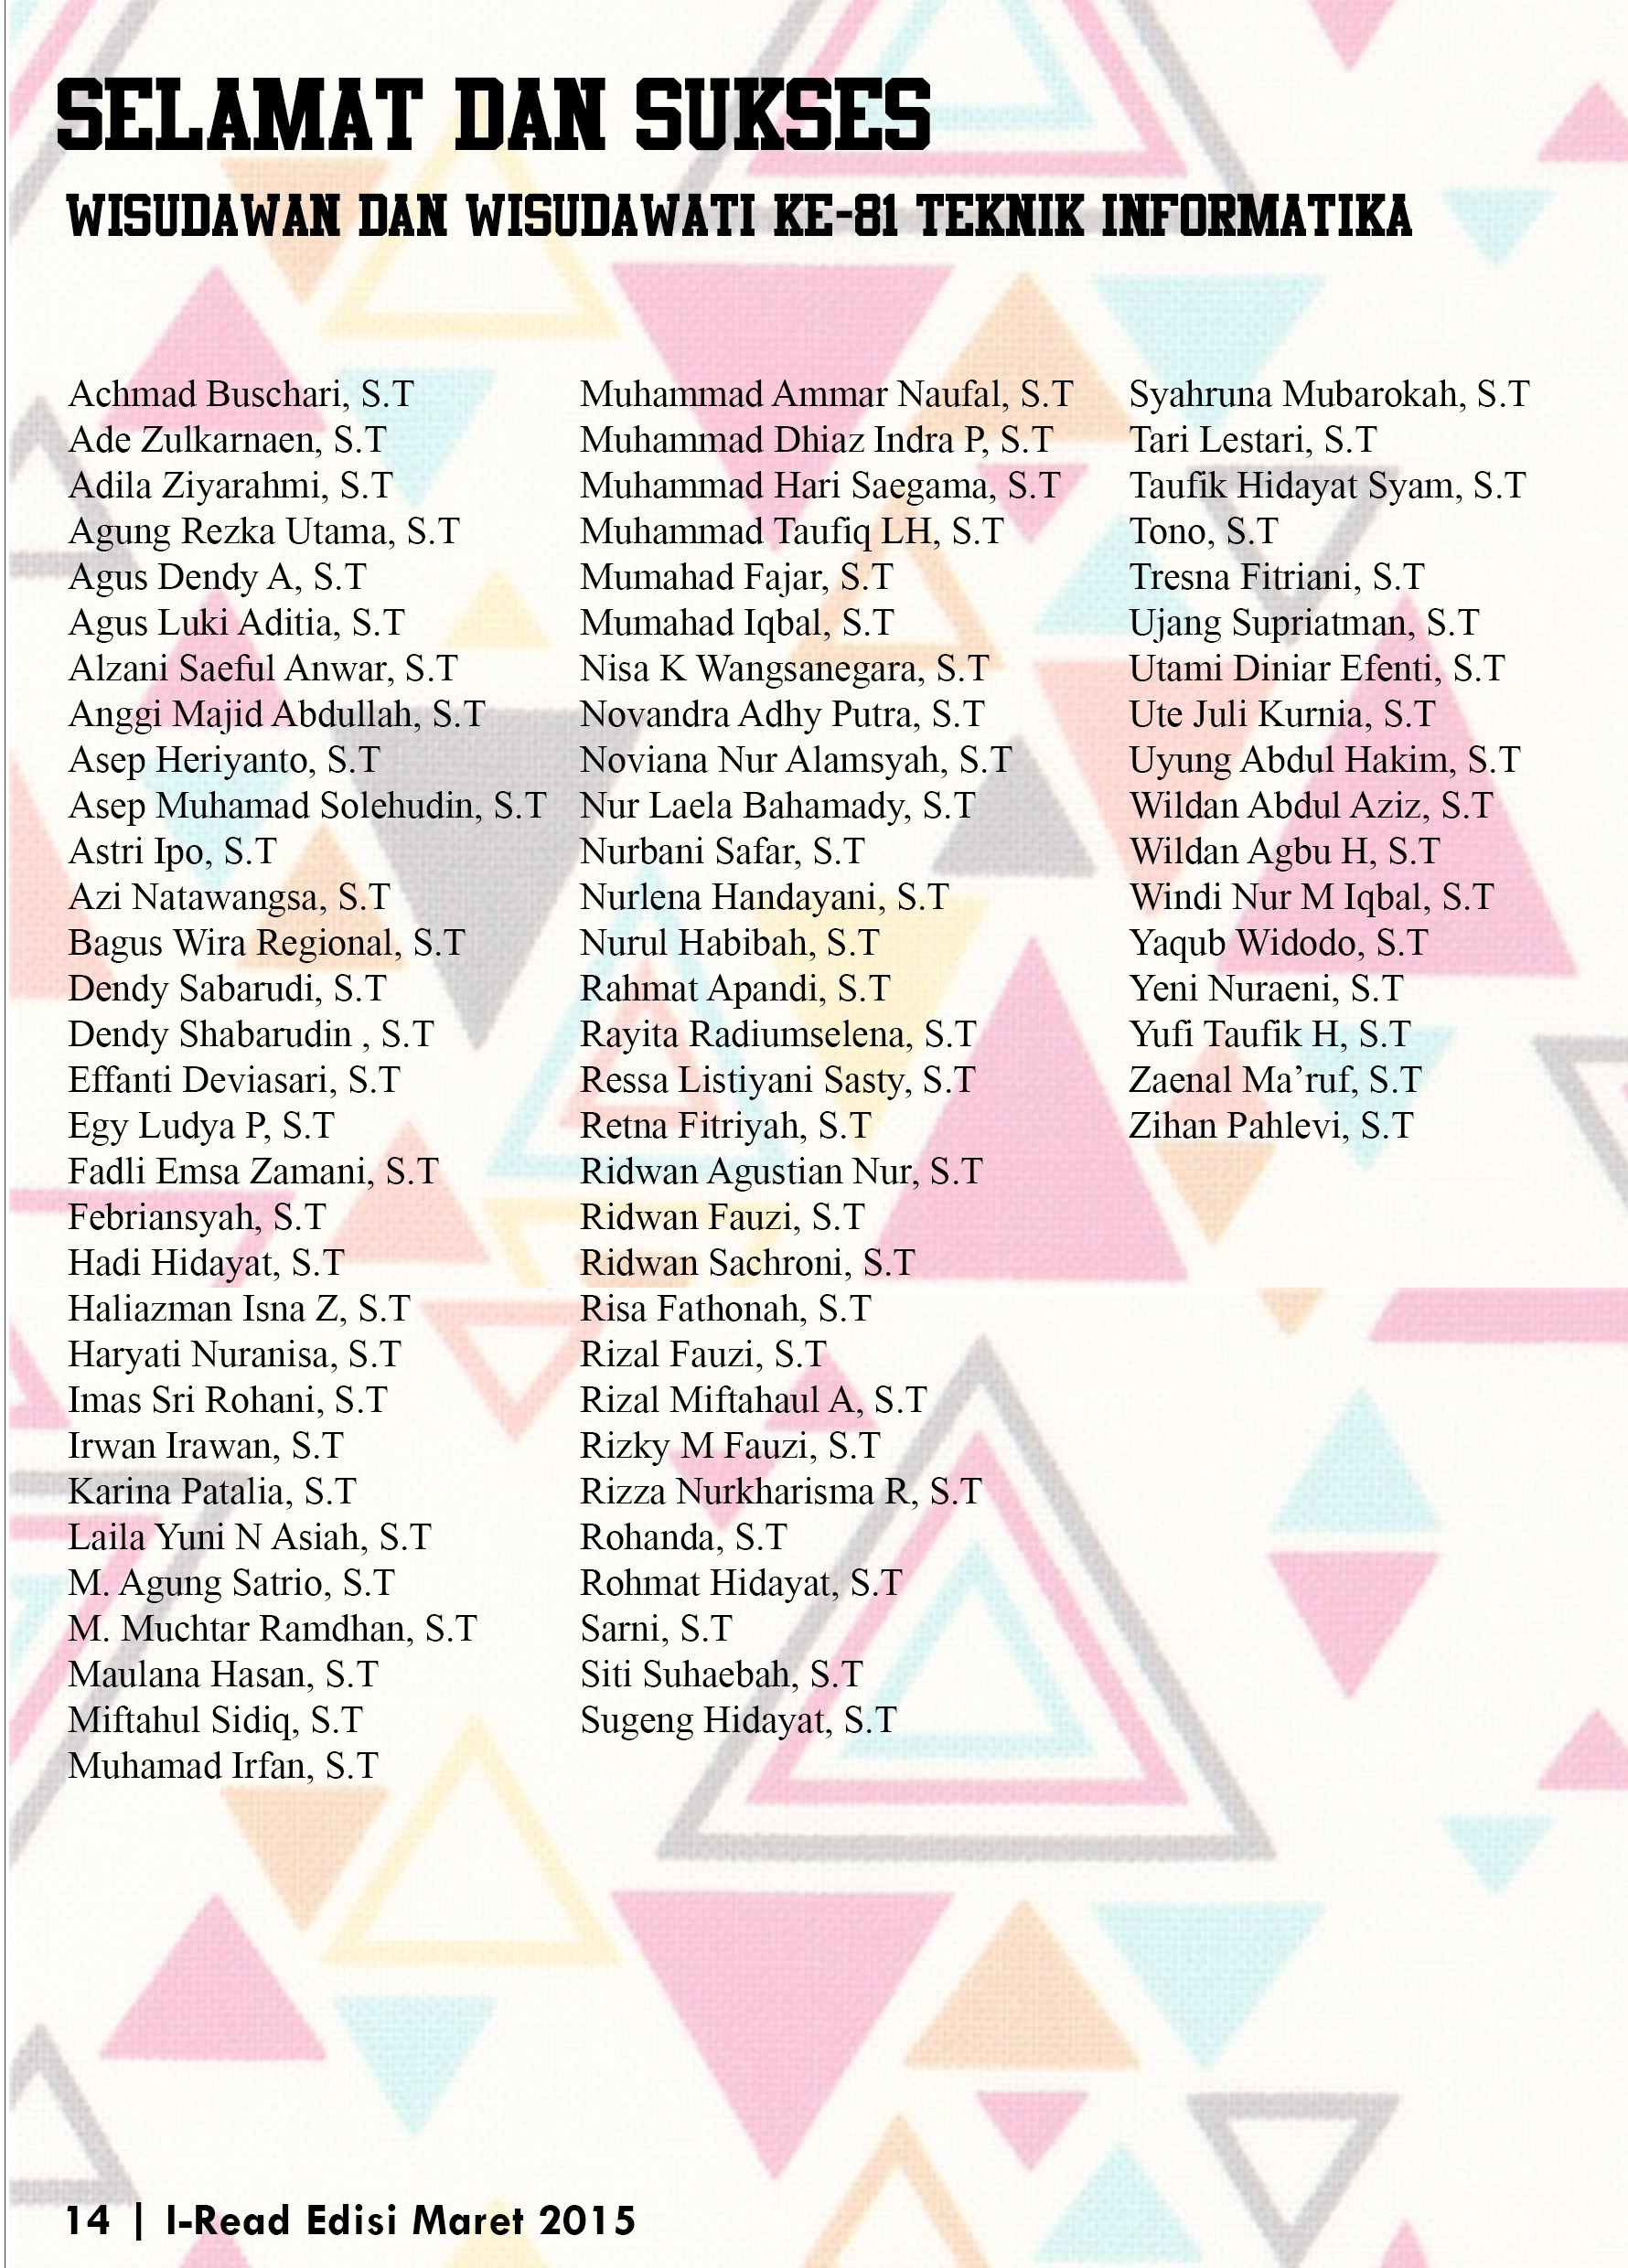 SELAMAT DAN SUKSES
WISUDAWAN DAN WISUDAWATI KE-81 TEKNIK INFORMATIKA
Achmad Buschari, S.T
Ade Zulkarnaen, S.T
Adila Ziyarahmi, S.T
Agung Rezka Utama, S.T
Agus Dendy A, S.T
Agus Luki Aditia, S.T
Alzani Saeful Anwar, S.T
Anggi Majid Abdullah, S.T
Asep Heriyanto, S.T
Asep Muhamad Solehudin, S.T
Astri Ipo, S.T
Azi Natawangsa, S.T
Bagus Wira Regional, S.T
Dendy Sabarudi, S.T
Dendy Shabarudin , S.T
Effanti Deviasari, S.T
Egy Ludya P, S.T
Fadli Emsa Zamani, S.T
Febriansyah, S.T
Hadi Hidayat, S.T
Haliazman Isna Z, S.T
Haryati Nuranisa, S.T
Imas Sri Rohani, S.T
Irwan Irawan, S.T
Karina Patalia, S.T
Laila Yuni N Asiah, S.T
M. Agung Satrio, S.T
M. Muchtar Ramdhan, S.T
Maulana Hasan, S.T
Miftahul Sidiq, S.T
Muhamad Irfan, S.T
Muhammad Ammar Naufal, S.T
Muhammad Dhiaz Indra P, S.T
Muhammad Hari Saegama, S.T
Muhammad Taufiq LH, S.T
Mumahad Fajar, S.T
Mumahad Iqbal, S.T
Nisa K Wangsanegara, S.T
Novandra Adhy Putra, S.T
Noviana Nur Alamsyah, S.T
Nur Laela Bahamady, S.T
Nurbani Safar, S.T
Nurlena Handayani, S.T
Nurul Habibah, S.T
Rahmat Apandi, S.T
Rayita Radiumselena, S.T
Ressa Listiyani Sasty, S.T
Retna Fitriyah, S.T
Ridwan Agustian Nur, S.T
Ridwan Fauzi, S.T
Ridwan Sachroni, S.T
Risa Fathonah, S.T
Rizal Fauzi, S.T
Rizal Miftahaul A, S.T
Rizky M Fauzi, S.T
Rizza Nurkharisma R, S.T
Rohanda, S.T
Rohmat Hidayat, S.T
Sarni, S.T
Siti Suhaebah, S.T
Sugeng Hidayat, S.T
Syahruna Mubarokah, S.T
Tari Lestari, S.T
Taufik Hidayat Syam, S.T
Tono, S.T
Tresna Fitriani, S.T
Ujang Supriatman, S.T
Utami Diniar Efenti, S.T
Ute Juli Kurnia, S.T
Uyung Abdul Hakim, S.T
Wildan Abdul Aziz, S.T
Wildan Agbu H, S.T
Windi Nur M Iqbal, S.T
Yaqub Widodo, S.T
Yeni Nuraeni, S.T
Yufi Taufik H, S.T
Zaenal Ma’ruf, S.T
Zihan Pahlevi, S.T
14 | I-Read Edisi Maret 2015